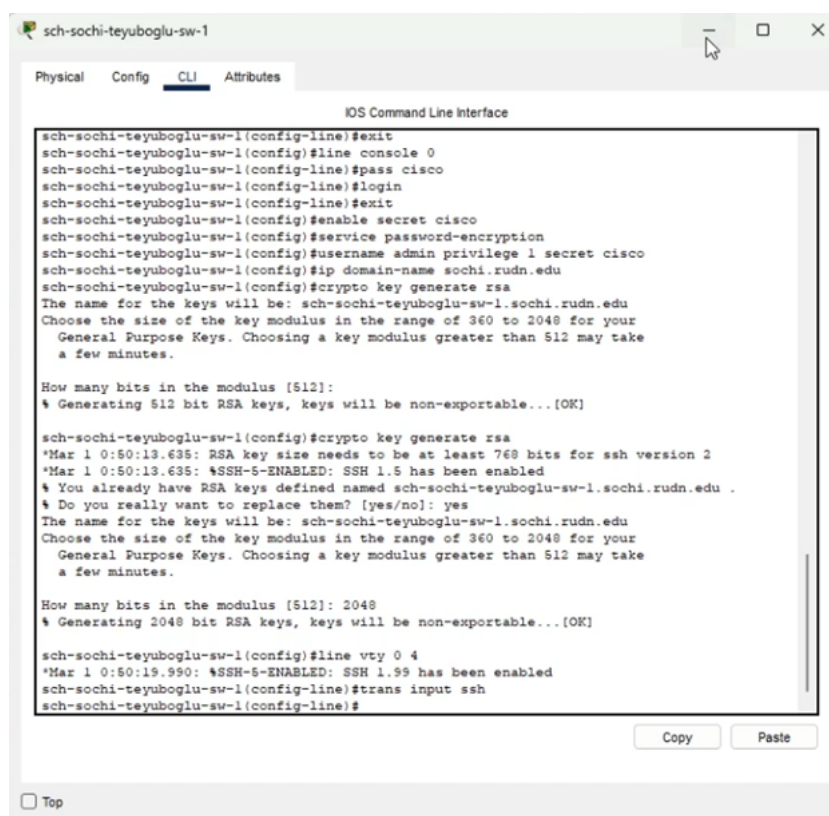 sch-sochi-teyuboglu-sw-1
Physical Config CLI Attributes
IOS Command Line Interface
sch-sochi-teyuboglu-sw-1(config-line)#exit
sch-sochi-teyuboglu-sw-1(config)#line console 0
sch-sochi-teyuboglu-sw-1(config-line)#pass cisco
sch-sochi-teyuboglu-sw-1(config-line)#login
sch-sochi-teyuboglu-sw-1(config-line)#exit
sch-sochi-teyuboglu-sw-1(config)#enable secret cisco
sch-sochi-teyuboglu-sw-1(config)#service password-encryption
sch-sochi-teyuboglu-sw-1(config)#username admin privilege 1 secret cisco
sch-sochi-teyuboglu-sw-1(config)#ip domain-name sochi.rudn.edu
sch-sochi-teyuboglu-sw-1(config)#crypto key generate rsa
The name for the keys will be: sch-sochi-teyuboglu-sw-1.sochi.rudn.edu
Choose the size of the key modulus in the range of 360 to 2048 for your
General Purpose Keys. Choosing a key modulus greater than 512 may take
a few minutes.
How many bits in the modulus [512]:
% Generating 512 bit RSA keys, keys will be non-exportable...[OK]
sch-sochi-teyuboglu-sw-1(config)#crypto key generate rsa
*Mar 1 0:50:13.635: RSA key size needs to be at least 768 bits for ssh version 2
*Mar 1 0:50:13.635: %SSH-5-ENABLED: SSH 1.5 has been enabled
% You already have RSA keys defined named sch-sochi-teyuboglu-sw-1.sochi.rudn.edu .
% Do you really want to replace them? [yes/no]: yes
The name for the keys will be: sch-sochi-teyuboglu-sw-1.sochi.rudn.edu
Choose the size of the key modulus in the range of 360 to 2048 for your
General Purpose Keys. Choosing a key modulus greater than 512 may take
a few minutes.
How many bits in the modulus [512]: 2048
% Generating 2048 bit RSA keys, keys will be non-exportable...[OK]
sch-sochi-teyuboglu-sw-1(config)#line vty 0 4
*Mar 1 0:50:19.990: %SSH-5-ENABLED: SSH 1.99 has been enabled
sch-sochi-teyuboglu-sw-1(config-line)#trans input ssh
sch-sochi-teyuboglu-sw-1(config-line)#
Copy Paste
Top